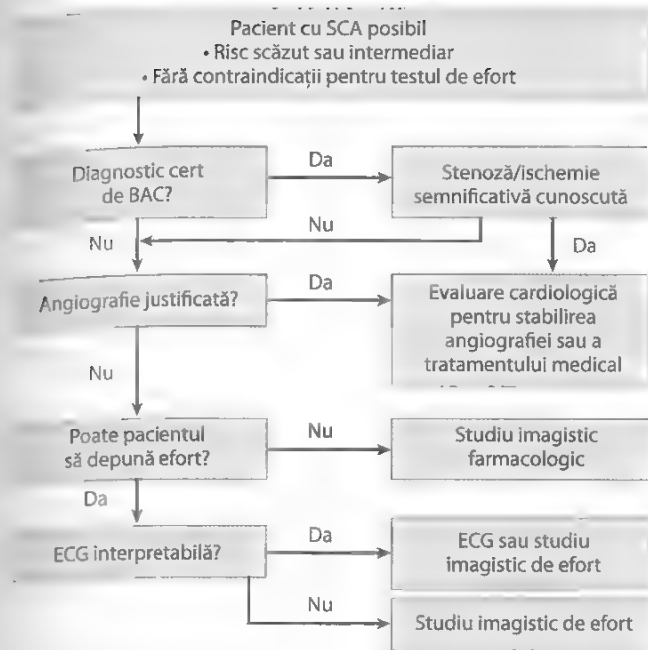 Pacient cu SCA posibil
• Risc scăzut sau intermediar
• Fără contraindicații pentru testul de efort
Diagnostic cert
de BAC?
Da
Stenoză/ischemie
semnificativă cunoscută
Nu
Nu
Da
Angiografie justificată?
Da
Evaluare cardiologică
pentru stabilirea
angiografiei sau a
tratamentului medical
Nu
Poate pacientul
să depună efort?
Nu
Studiu imagistic
farmacologic
Da
ECG interpretabilă?
Da
ECG sau studiu
imagistic de efort
Nu
Studiu imagistic de efort